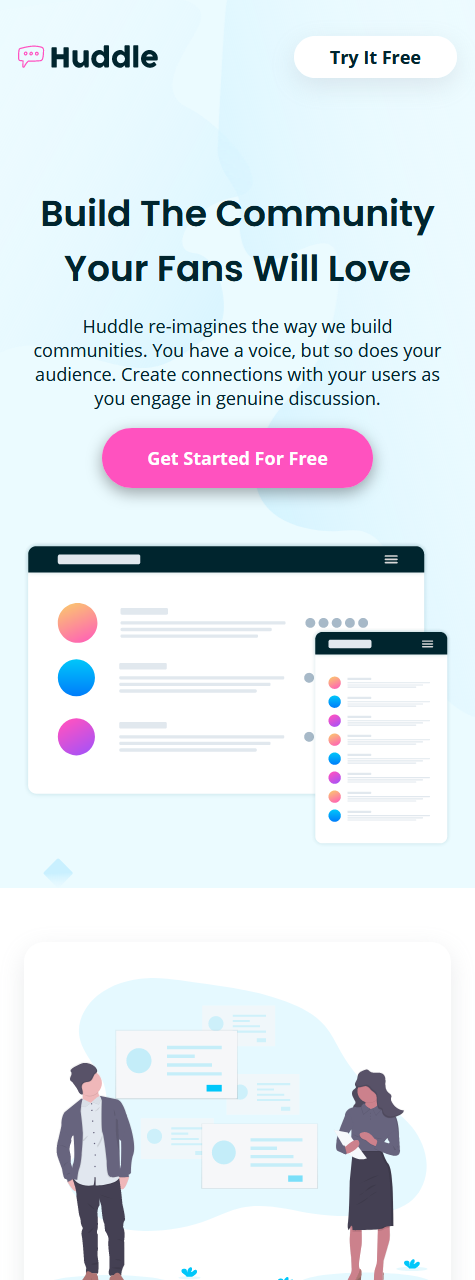 Huddle
Try It Free
Build The Community
Your Fans Will Love
Huddle re-imagines the way we build
communities. You have a voice, but so does your
audience. Create connections with your users as
you engage in genuine discussion.
Get Started For Free